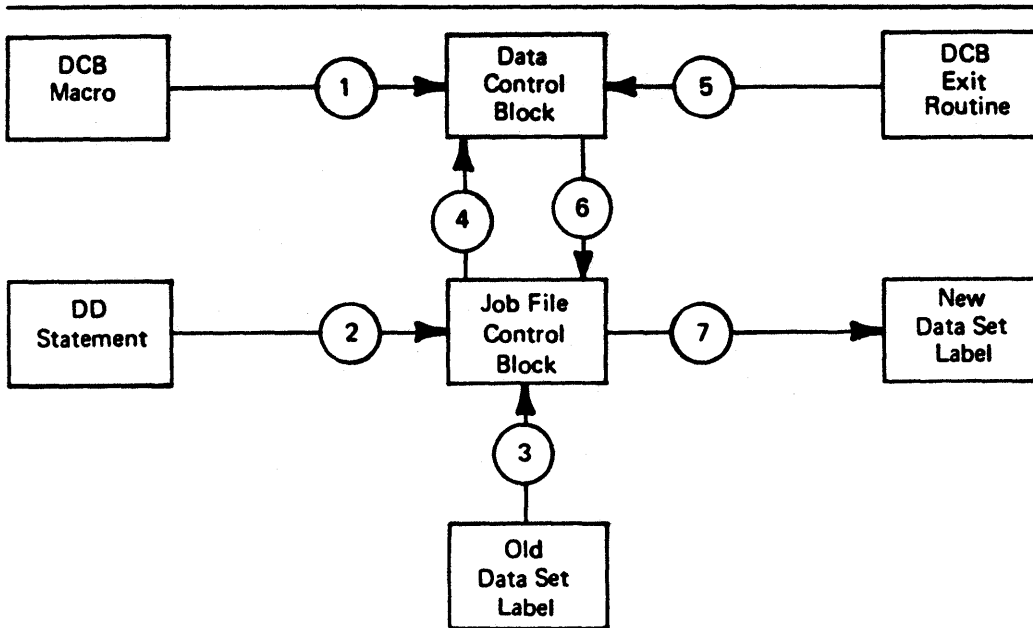 DCB
Macro
1
Data
Control
Block
5
DCB
Exit
Routine
4
6
DD
Statement
2
Job File
Control
Block
7
New
Data Set
Label
3
Old
Data Set
Label